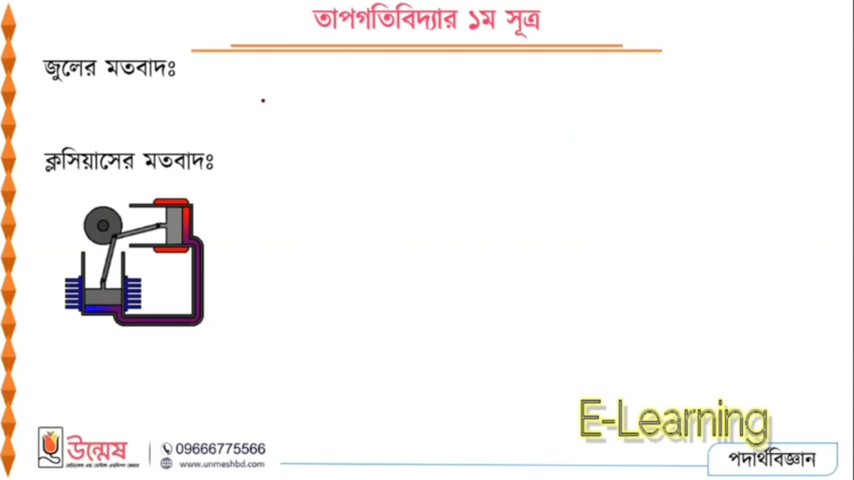 তাপগতিবিদ্যার ১ম সূত্র
জুলের মতবাদঃ
ক্লসিয়াসের মতবাদঃ
E-Learning
উন্মেষ
09666775566
www.unmeshbd.com
পদার্থবিজ্ঞান